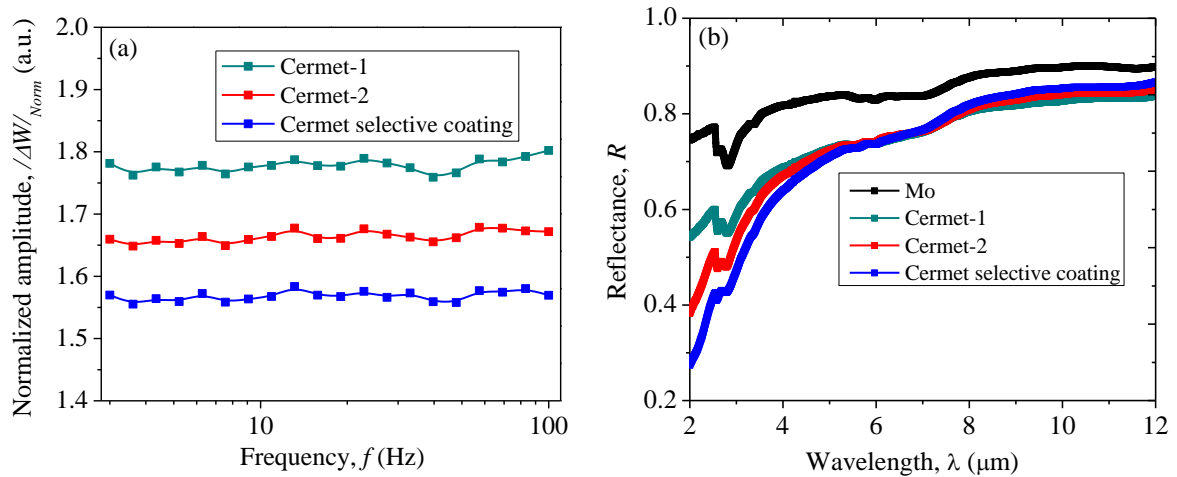 (a)
Cermet-1
Cermet-2
Cermet selective coating
2.0
1.9
1.8
1.7
1.6
1.5
1.4
10
100
Normalized amplitude, /ΔW/Norm (a.u.)
Frequency, f (Hz)
(b)
Mo
Cermet-1
Cermet-2
Cermet selective coating
1.0
0.8
0.6
0.4
0.2
2
4
6
8
10
12
Reflectance, R
Wavelength, λ (μm)